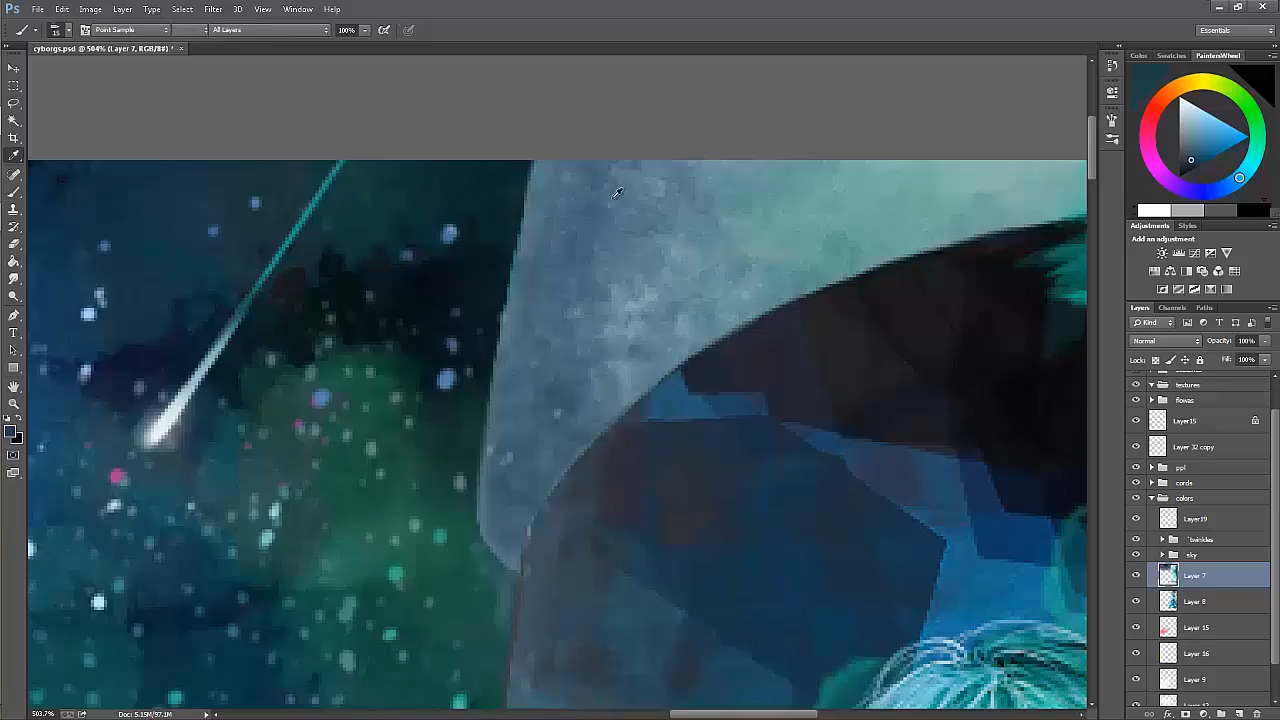 Ps File Edit Image Layer Type Select Filter 3D View Window Help
15 Point Sample All Layers 100% Essentials
cyborgs.psd @ 504% (Layer 7, RGB/8#) * ×
Color Swatches PaintersWheel
Adjustments Styles
Add an adjustment
Layers Channels Paths
Kind
Normal Opacity: 100%
Lock: Fill: 100%
textures
flowas
Layer15
Layer 32 copy
ppl
cords
colors
Layer19
`twinkles
sky
Layer 7
Layer 8
Layer 15
Layer 16
Layer 9
503.7% Doc: 5.15M/97.1M
fx